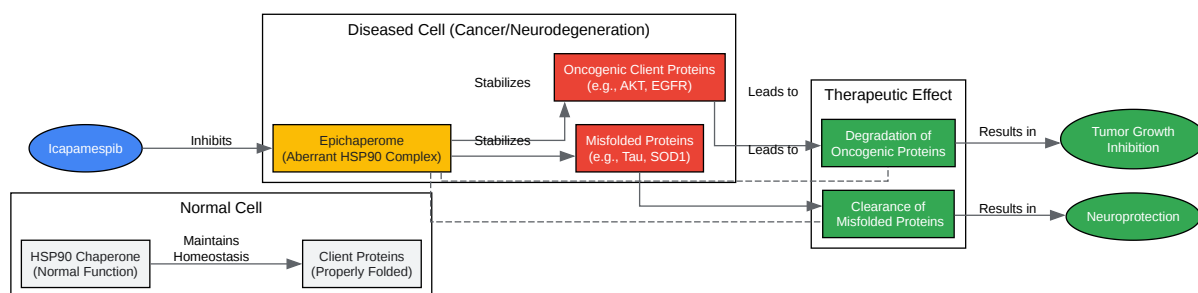 Diseased Cell (Cancer/Neurodegeneration)
Oncogenic Client Proteins
(e.g., AKT, EGFR)
Stabilizes
Leads to
Therapeutic Effect
Icapamespib
Inhibits
Epichaperome
(Aberrant HSP90 Complex)
Stabilizes
Misfolded Proteins
(e.g., Tau, SOD1)
Leads to
Degradation of
Oncogenic Proteins
Results in
Tumor Growth
Inhibition
Clearance of
Misfolded Proteins
Results in
Neuroprotection
Normal Cell
HSP90 Chaperone
(Normal Function)
Maintains
Homeostasis
Client Proteins
(Properly Folded)